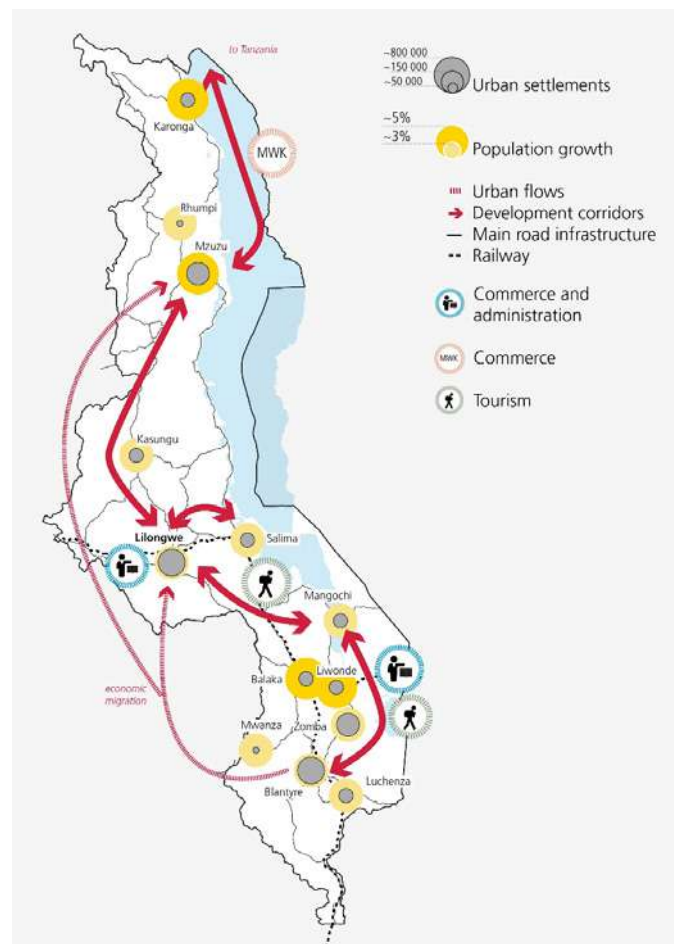 to Tanzania
~800 000
~150 000
~50 000
Urban settlements
~5%
~3%
Population growth
Urban flows
Development corridors
Main road infrastructure
Railway
Commerce and
administration
MWK
Commerce
Tourism
Karonga
MWK
Rhumpi
Mzuzu
Kasungu
Lilongwe
Salima
Mangochi
Balaka
Liwonde
economic
migration
Mwanza
Zomba
Blantyre
Luchenza